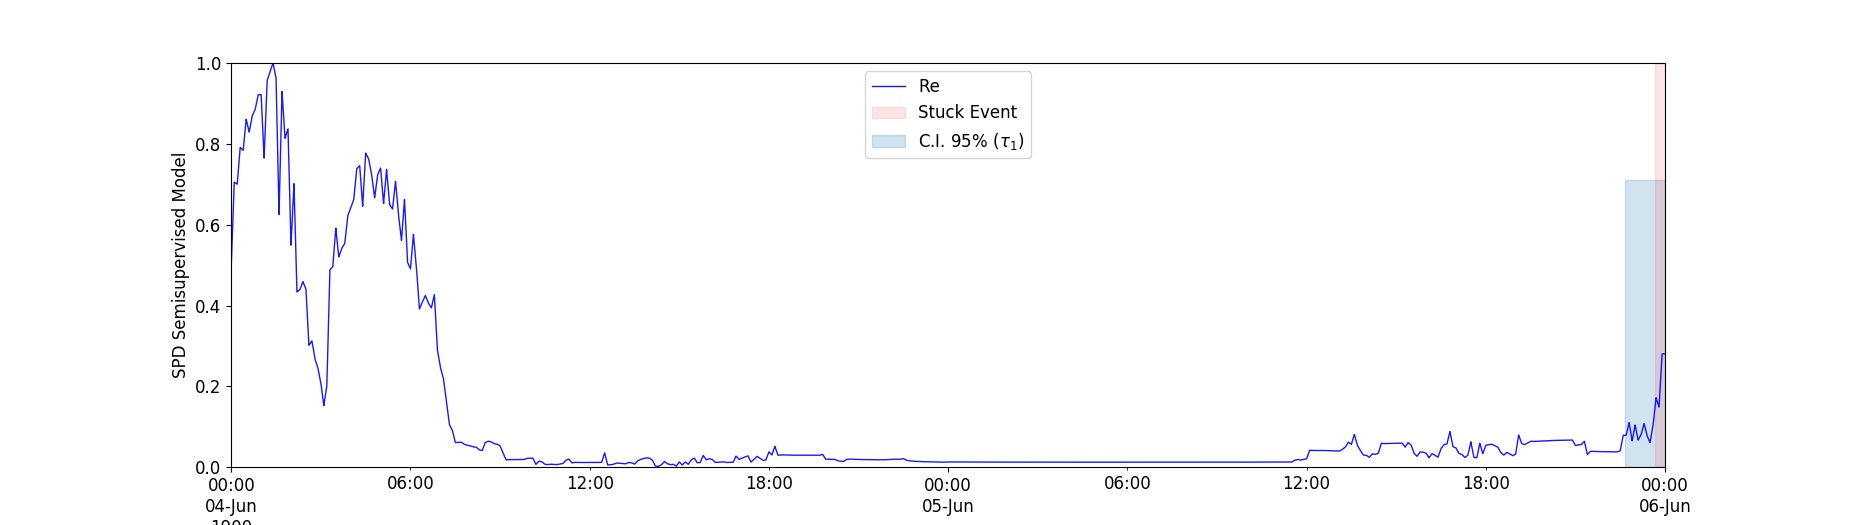 1.0
0.8
0.6
0.4
0.2
0.0
SPD Semisupervised Model
Re
Stuck Event
C.I. 95% (τ₁)
00:00 06:00 12:00 18:00 00:00 06:00 12:00 18:00 00:00
04-Jun 05-Jun 06-Jun
1900